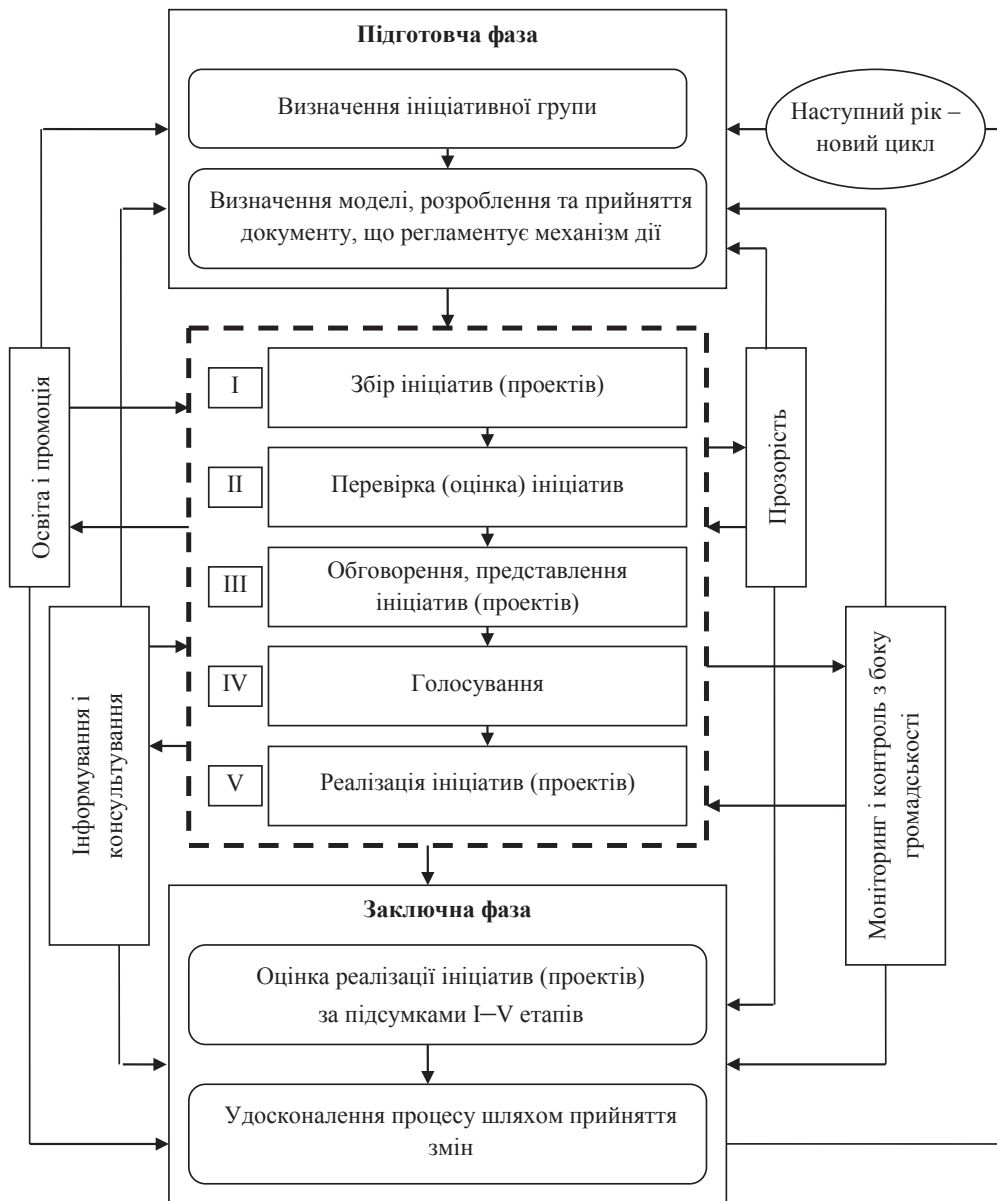 Підготовча фаза
Визначення ініціативної групи
Наступний рік –
новий цикл
Визначення моделі, розроблення та прийняття
документу, що регламентує механізм дії
Освіта і промоція
Інформування і
консультування
I
Збір ініціатив (проектів)
II
Перевірка (оцінка) ініціатив
III
Обговорення, представлення
ініціатив (проектів)
IV
Голосування
V
Реалізація ініціатив (проектів)
Прозорість
Моніторинг і контроль з боку
громадськості
Заключна фаза
Оцінка реалізації ініціатив (проектів)
за підсумками I–V етапів
Удосконалення процесу шляхом прийняття
змін